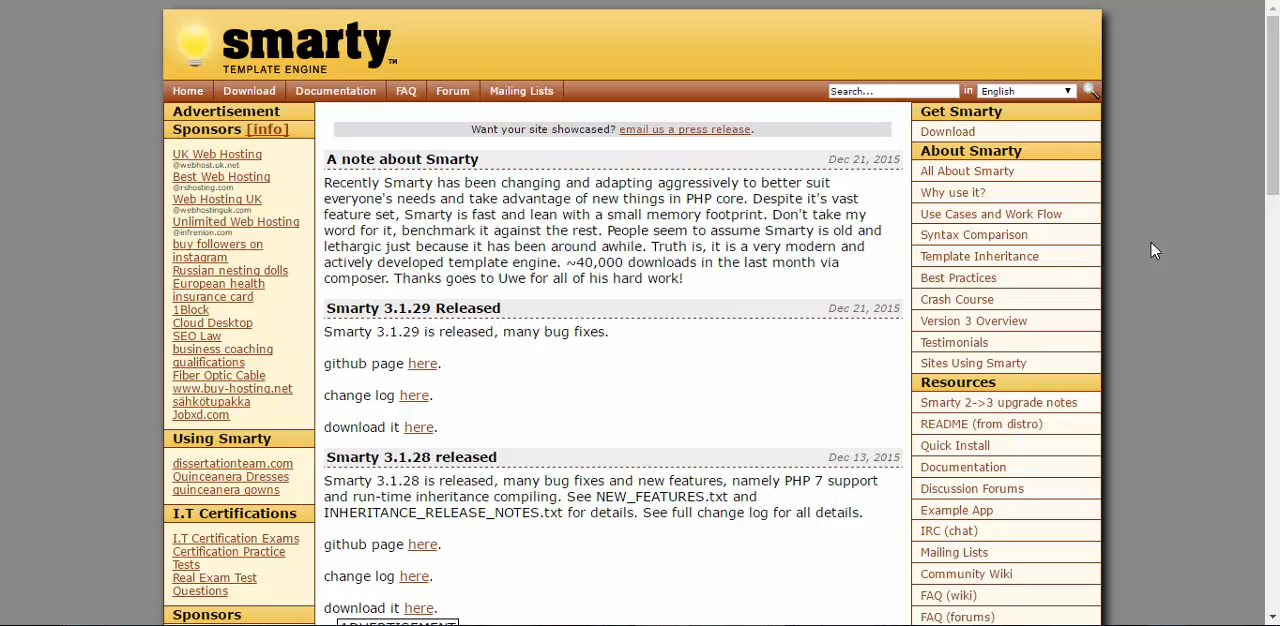 smarty™
TEMPLATE ENGINE
Home
Download
Documentation
FAQ
Forum
Mailing Lists
Search...
in
English
Advertisement
Sponsors [info]
UK Web Hosting
@webhost.uk.net
Best Web Hosting
@rshosting.com
Web Hosting UK
@webhostinguk.com
Unlimited Web Hosting
@infrenion.com
buy followers on
instagram
Russian nesting dolls
European health
insurance card
1Block
Cloud Desktop
SEO Law
business coaching
qualifications
Fiber Optic Cable
www.buy-hosting.net
sähkötupakka
Jobxd.com
Using Smarty
dissertationteam.com
Quinceanera Dresses
quinceanera gowns
I.T Certifications
I.T Certification Exams
Certification Practice
Tests
Real Exam Test
Questions
Sponsors
Want your site showcased? email us a press release.
A note about Smarty
Dec 21, 2015
Recently Smarty has been changing and adapting aggressively to better suit
everyone's needs and take advantage of new things in PHP core. Despite it's vast
feature set, Smarty is fast and lean with a small memory footprint. Don't take my
word for it, benchmark it against the rest. People seem to assume Smarty is old and
lethargic just because it has been around awhile. Truth is, it is a very modern and
actively developed template engine. ~40,000 downloads in the last month via
composer. Thanks goes to Uwe for all of his hard work!
Smarty 3.1.29 Released
Dec 21, 2015
Smarty 3.1.29 is released, many bug fixes.
github page here.
change log here.
download it here.
Smarty 3.1.28 released
Dec 13, 2015
Smarty 3.1.28 is released, many bug fixes and new features, namely PHP 7 support
and run-time inheritance compiling. See NEW_FEATURES.txt and
INHERITANCE_RELEASE_NOTES.txt for details. See full change log for all details.
github page here.
change log here.
download it here.
ADVERTISEMENT
Get Smarty
Download
About Smarty
All About Smarty
Why use it?
Use Cases and Work Flow
Syntax Comparison
Template Inheritance
Best Practices
Crash Course
Version 3 Overview
Testimonials
Sites Using Smarty
Resources
Smarty 2->3 upgrade notes
README (from distro)
Quick Install
Documentation
Discussion Forums
Example App
IRC (chat)
Mailing Lists
Community Wiki
FAQ (wiki)
FAQ (forums)